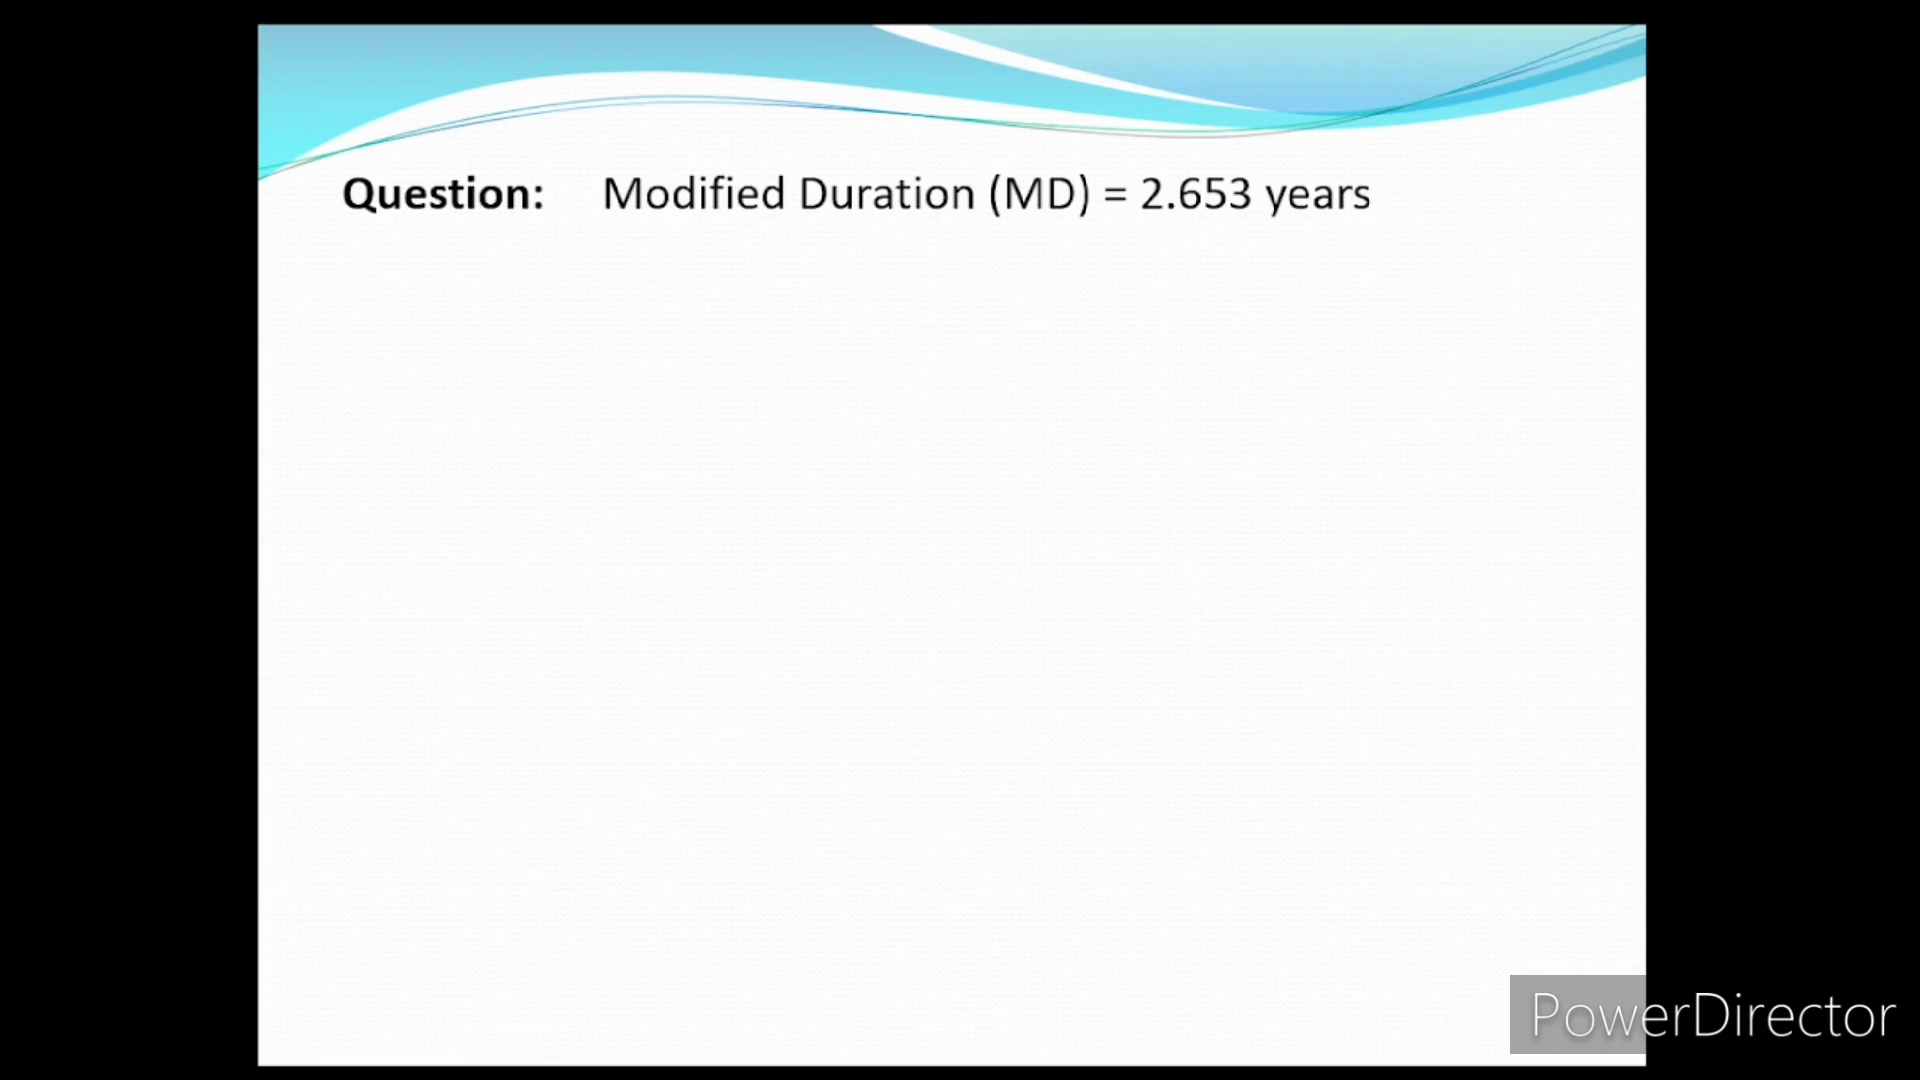 Question: Modified Duration (MD) = 2.653 years
PowerDirector